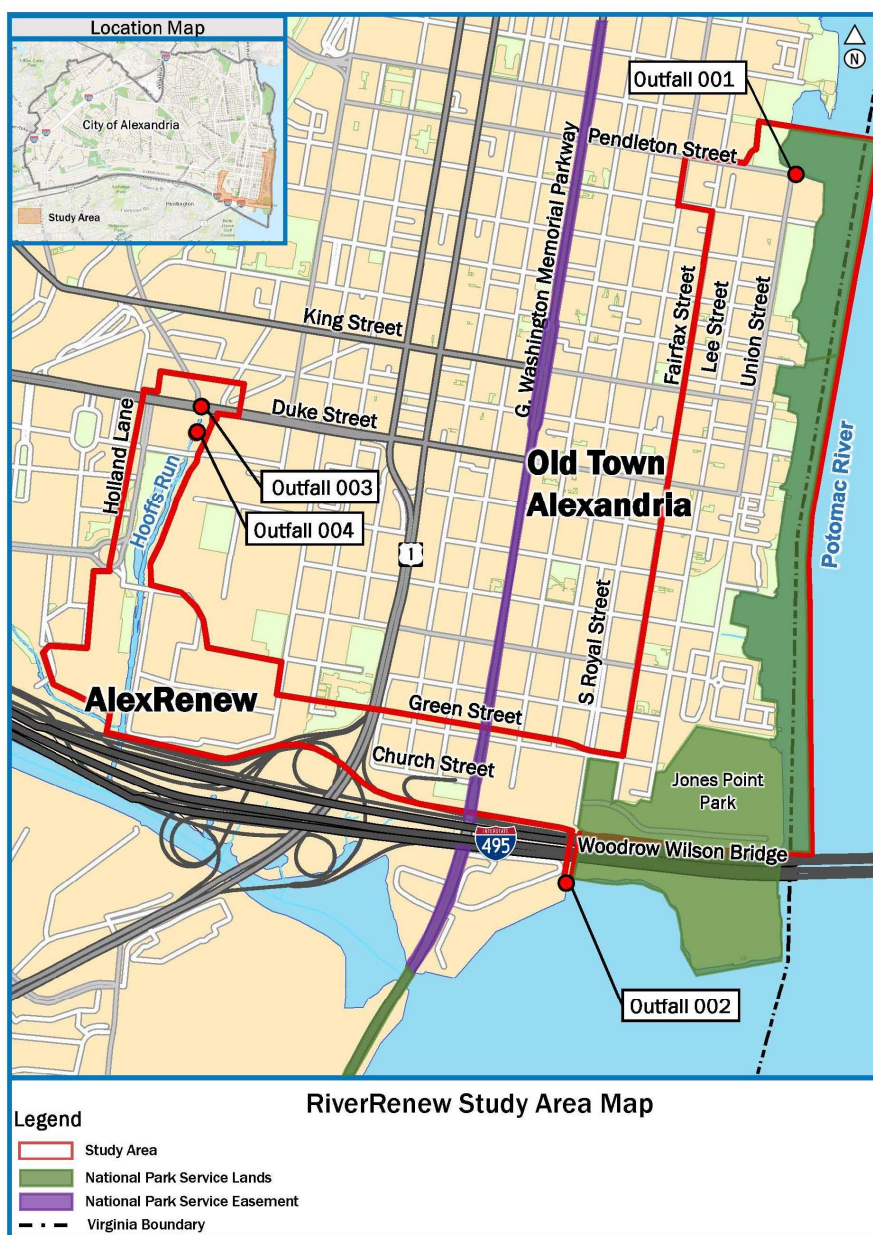 Location Map
City of Alexandria
Study Area
N
Outfall 001
Pendleton Street
G. Washington Memorial Parkway
King Street
Fairfax Street
Lee Street
Union Street
Duke Street
Holland Lane
Hooffs Run
Outfall 003
Outfall 004
Old Town
Alexandria
Potomac River
1
S Royal Street
AlexRenew
Green Street
Church Street
Jones Point
Park
INTERSTATE
495
Woodrow Wilson Bridge
Outfall 002
RiverRenew Study Area Map
Legend
Study Area
National Park Service Lands
National Park Service Easement
Virginia Boundary